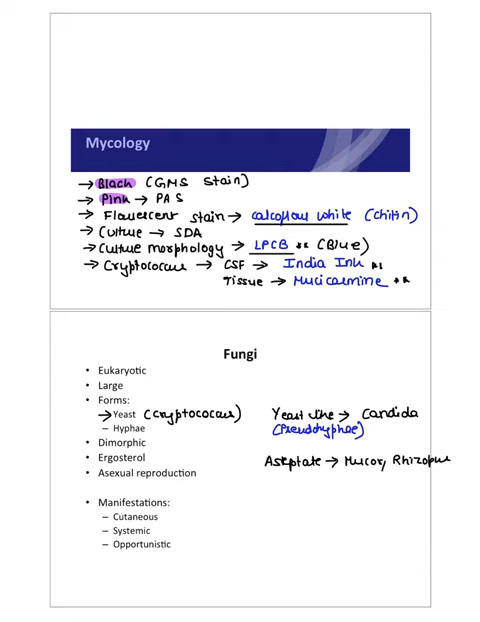 Mycology
→ Black (GMS Stain)
→ Pink → PAS
→ Flourescent stain → calcoflour white (Chitin)
→ Culture → SDA
→ Culture morphology → LPCB ** (Blue)
→ Cryptococcus → CSF → India Ink **
Tissue → Mucicarmine **
Fungi
• Eukaryotic
• Large
• Forms:
→ Yeast (Cryptococcus) Yeast like → Candida
– Hyphae (Pseudohyphae)
• Dimorphic
• Ergosterol Aseptate → Mucor, Rhizopus
• Asexual reproduction
• Manifestations:
– Cutaneous
– Systemic
– Opportunistic